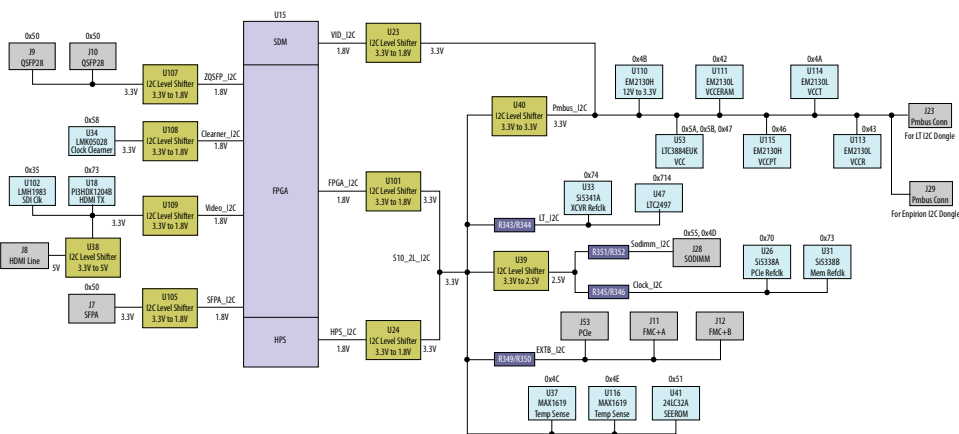 U15
SDM
FPGA
HPS
0x50
J9
QSFP28
0x50
J10
QSFP28
3.3V
U107
I2C Level Shifter
3.3V to 1.8V
ZQSFP_I2C
1.8V
0x58
U34
LMK05028
Clock Clearner
3.3V
U108
I2C Level Shifter
3.3V to 1.8V
Clearner_I2C
1.8V
0x35
U102
LMH1983
SDI Clk
0x73
U18
PI3HDX1204B
HDMI TX
3.3V
U109
I2C Level Shifter
3.3V to 1.8V
Video_I2C
1.8V
J8
HDMI Line
5V
U38
I2C Level Shifter
3.3V to 5V
0x50
J7
SFPA
3.3V
U105
I2C Level Shifter
3.3V to 1.8V
SFPA_I2C
1.8V
VID_I2C
1.8V
U23
I2C Level Shifter
3.3V to 1.8V
3.3V
FPGA_I2C
1.8V
U101
I2C Level Shifter
3.3V to 1.8V
3.3V
S10_2L_I2C
3.3V
HPS_I2C
1.8V
U24
I2C Level Shifter
3.3V to 1.8V
3.3V
U40
I2C Level Shifter
3.3V to 3.3V
Pmbus_I2C
3.3V
0x4B
U110
EM2130H
12V to 3.3V
0x42
U111
EM2130L
VCCERAM
0x4A
U114
EM2130L
VCCT
0x5A, 0x5B, 0x47
U53
LTC3884EUK
VCC
0x46
U115
EM2130H
VCCPT
0x43
U113
EM2130L
VCCR
J23
Pmbus Conn
For LT I2C Dongle
J29
Pmbus Conn
For Enpirion I2C Dongle
R343/R344
LT_I2C
0x74
U33
Si5341A
XCVR Refclk
0x714
U47
LTC2497
U39
I2C Level Shifter
3.3V to 2.5V
2.5V
R351/R352
Sodimm_I2C
0x55, 0x4D
J28
SODIMM
R345/R346
Clock_I2C
0x70
U26
Si5338A
PCIe Refclk
0x73
U31
Si5338B
Mem Refclk
R349/R350
EXTB_I2C
J53
PCIe
J11
FMC+A
J12
FMC+B
0x4C
U37
MAX1619
Temp Sense
0x4E
U116
MAX1619
Temp Sense
0x51
U41
24LC32A
SEEROM